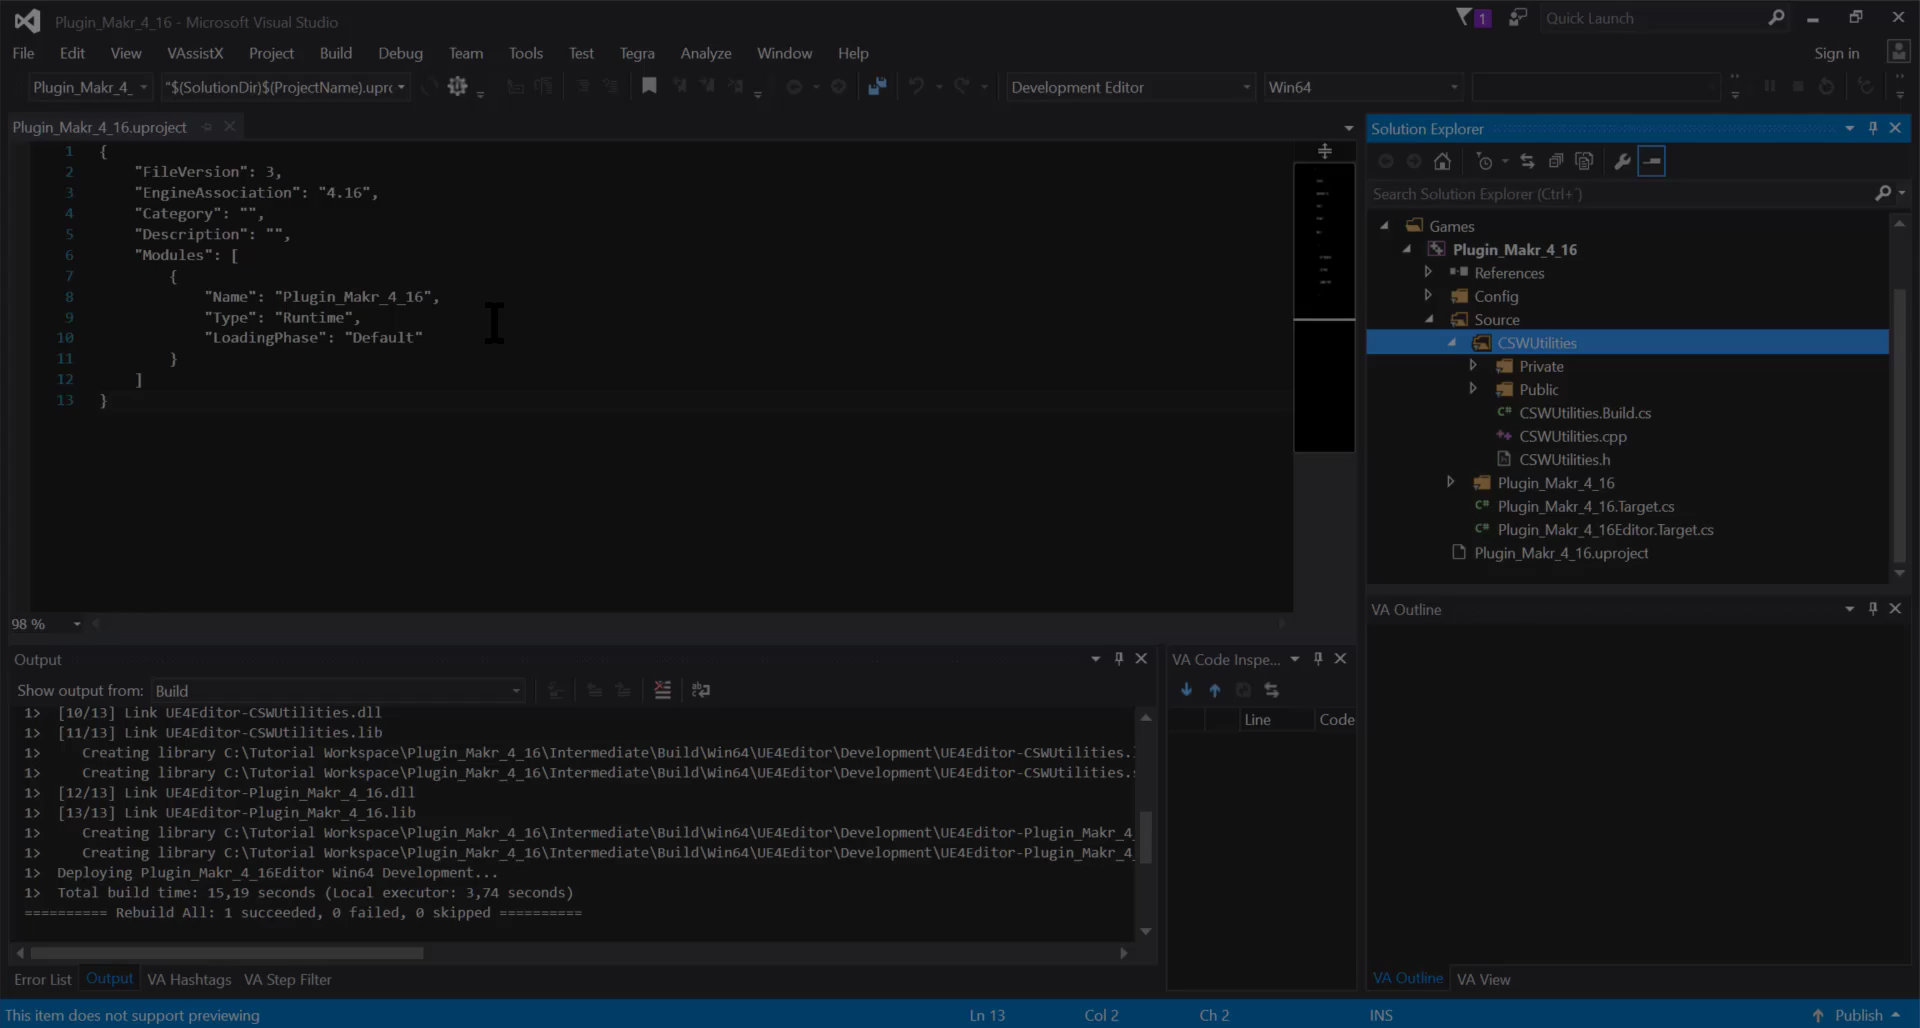 Plugin_Makr_4_16 - Microsoft Visual Studio
1
Quick Launch
File Edit View VAssistX Project Build Debug Team Tools Test Tegra Analyze Window Help
Sign in
Plugin_Makr_4_ "$(SolutionDir)$(ProjectName).upr Development Editor Win64
Plugin_Makr_4_16.uproject
1 {
2 "FileVersion": 3,
3 "EngineAssociation": "4.16",
4 "Category": "",
5 "Description": "",
6 "Modules": [
7 {
8 "Name": "Plugin_Makr_4_16",
9 "Type": "Runtime",
10 "LoadingPhase": "Default"
11 }
12 ]
13 }
98 %
Solution Explorer
Search Solution Explorer (Ctrl+´)
Games
Plugin_Makr_4_16
References
Config
Source
CSWUtilities
Private
Public
C# CSWUtilities.Build.cs
CSWUtilities.cpp
CSWUtilities.h
Plugin_Makr_4_16
C# Plugin_Makr_4_16.Target.cs
C# Plugin_Makr_4_16Editor.Target.cs
Plugin_Makr_4_16.uproject
VA Outline
Output
Show output from: Build
1> [10/13] Link UE4Editor-CSWUtilities.dll
1> [11/13] Link UE4Editor-CSWUtilities.lib
1> Creating library C:\Tutorial Workspace\Plugin_Makr_4_16\Intermediate\Build\Win64\UE4Editor\Development\UE4Editor-CSWUtilities.
1> Creating library C:\Tutorial Workspace\Plugin_Makr_4_16\Intermediate\Build\Win64\UE4Editor\Development\UE4Editor-CSWUtilities.
1> [12/13] Link UE4Editor-Plugin_Makr_4_16.dll
1> [13/13] Link UE4Editor-Plugin_Makr_4_16.lib
1> Creating library C:\Tutorial Workspace\Plugin_Makr_4_16\Intermediate\Build\Win64\UE4Editor\Development\UE4Editor-Plugin_Makr_4_
1> Creating library C:\Tutorial Workspace\Plugin_Makr_4_16\Intermediate\Build\Win64\UE4Editor\Development\UE4Editor-Plugin_Makr_4_
1> Deploying Plugin_Makr_4_16Editor Win64 Development...
1> Total build time: 15,19 seconds (Local executor: 3,74 seconds)
========== Rebuild All: 1 succeeded, 0 failed, 0 skipped ==========
VA Code Inspe...
Line Code
Error List Output VA Hashtags VA Step Filter
VA Outline VA View
This item does not support previewing Ln 13 Col 2 Ch 2 INS Publish